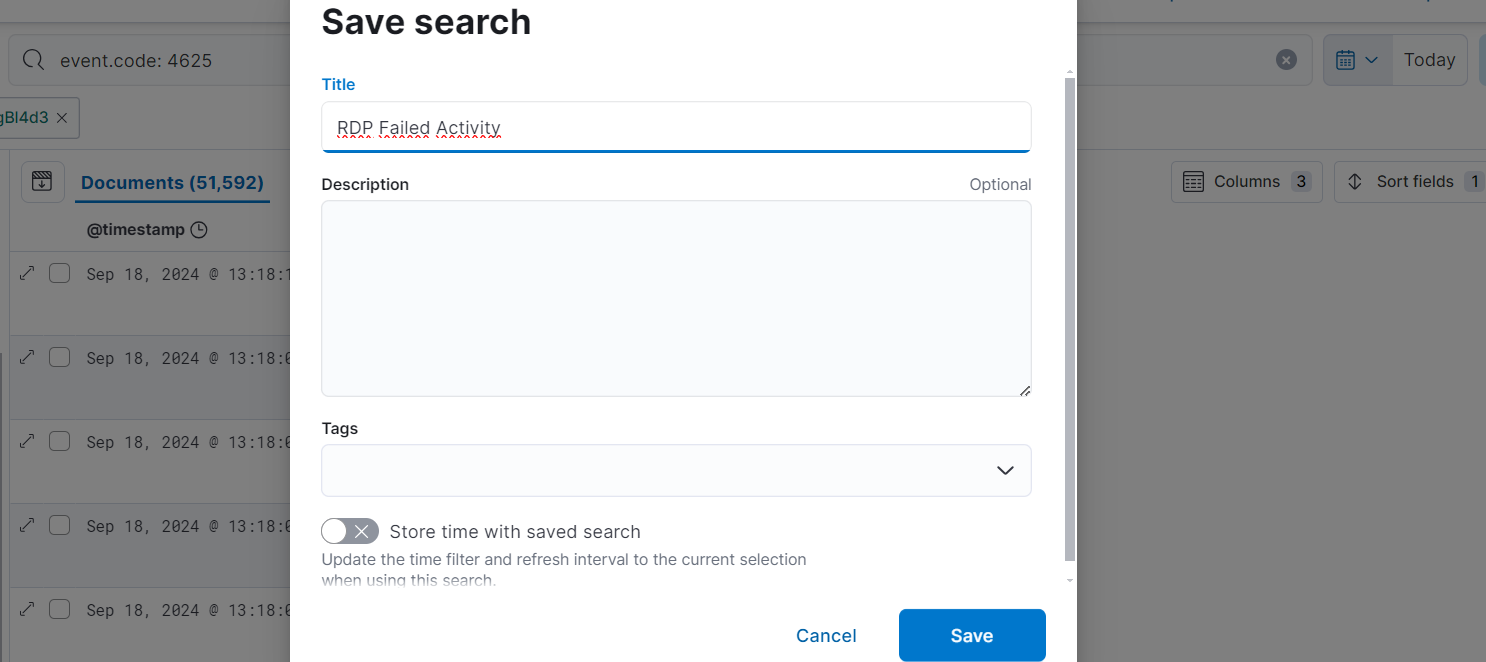 Save search
event.code: 4625
Today
Title
gBl4d3
RDP Failed Activity
Documents (51,592)
Columns 3
Sort fields 1
Description
Optional
@timestamp
Sep 18, 2024 @ 13:18:1
Sep 18, 2024 @ 13:18:0
Sep 18, 2024 @ 13:18:0
Tags
Sep 18, 2024 @ 13:18:0
Store time with saved search
Update the time filter and refresh interval to the current selection
when using this search.
Sep 18, 2024 @ 13:18:0
Cancel
Save